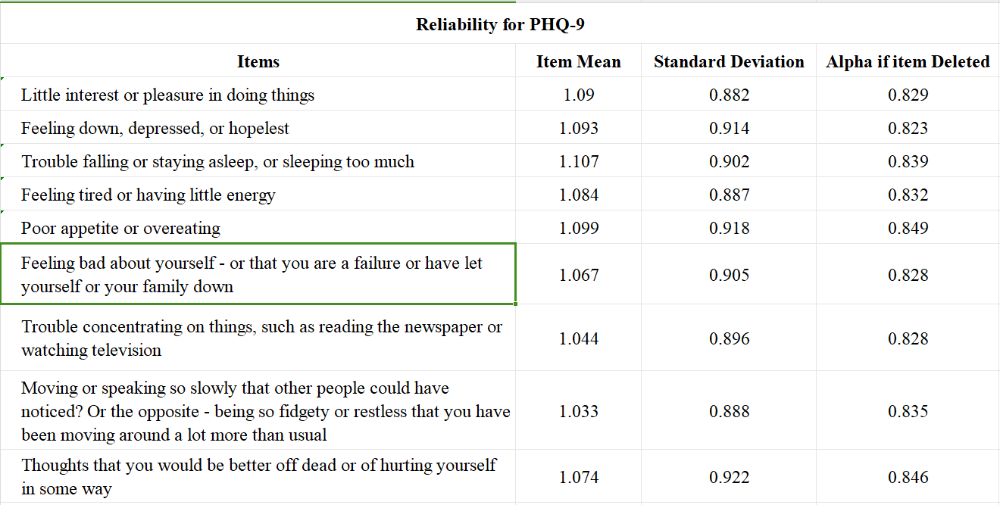 Reliability for PHQ-9
Items Item Mean Standard Deviation Alpha if item Deleted
Little interest or pleasure in doing things 1.09 0.882 0.829
Feeling down, depressed, or hopelest 1.093 0.914 0.823
Trouble falling or staying asleep, or sleeping too much 1.107 0.902 0.839
Feeling tired or having little energy 1.084 0.887 0.832
Poor appetite or overeating 1.099 0.918 0.849
Feeling bad about yourself - or that you are a failure or have let
yourself or your family down 1.067 0.905 0.828
Trouble concentrating on things, such as reading the newspaper or
watching television 1.044 0.896 0.828
Moving or speaking so slowly that other people could have
noticed? Or the opposite - being so fidgety or restless that you have
been moving around a lot more than usual 1.033 0.888 0.835
Thoughts that you would be better off dead or of hurting yourself
in some way 1.074 0.922 0.846